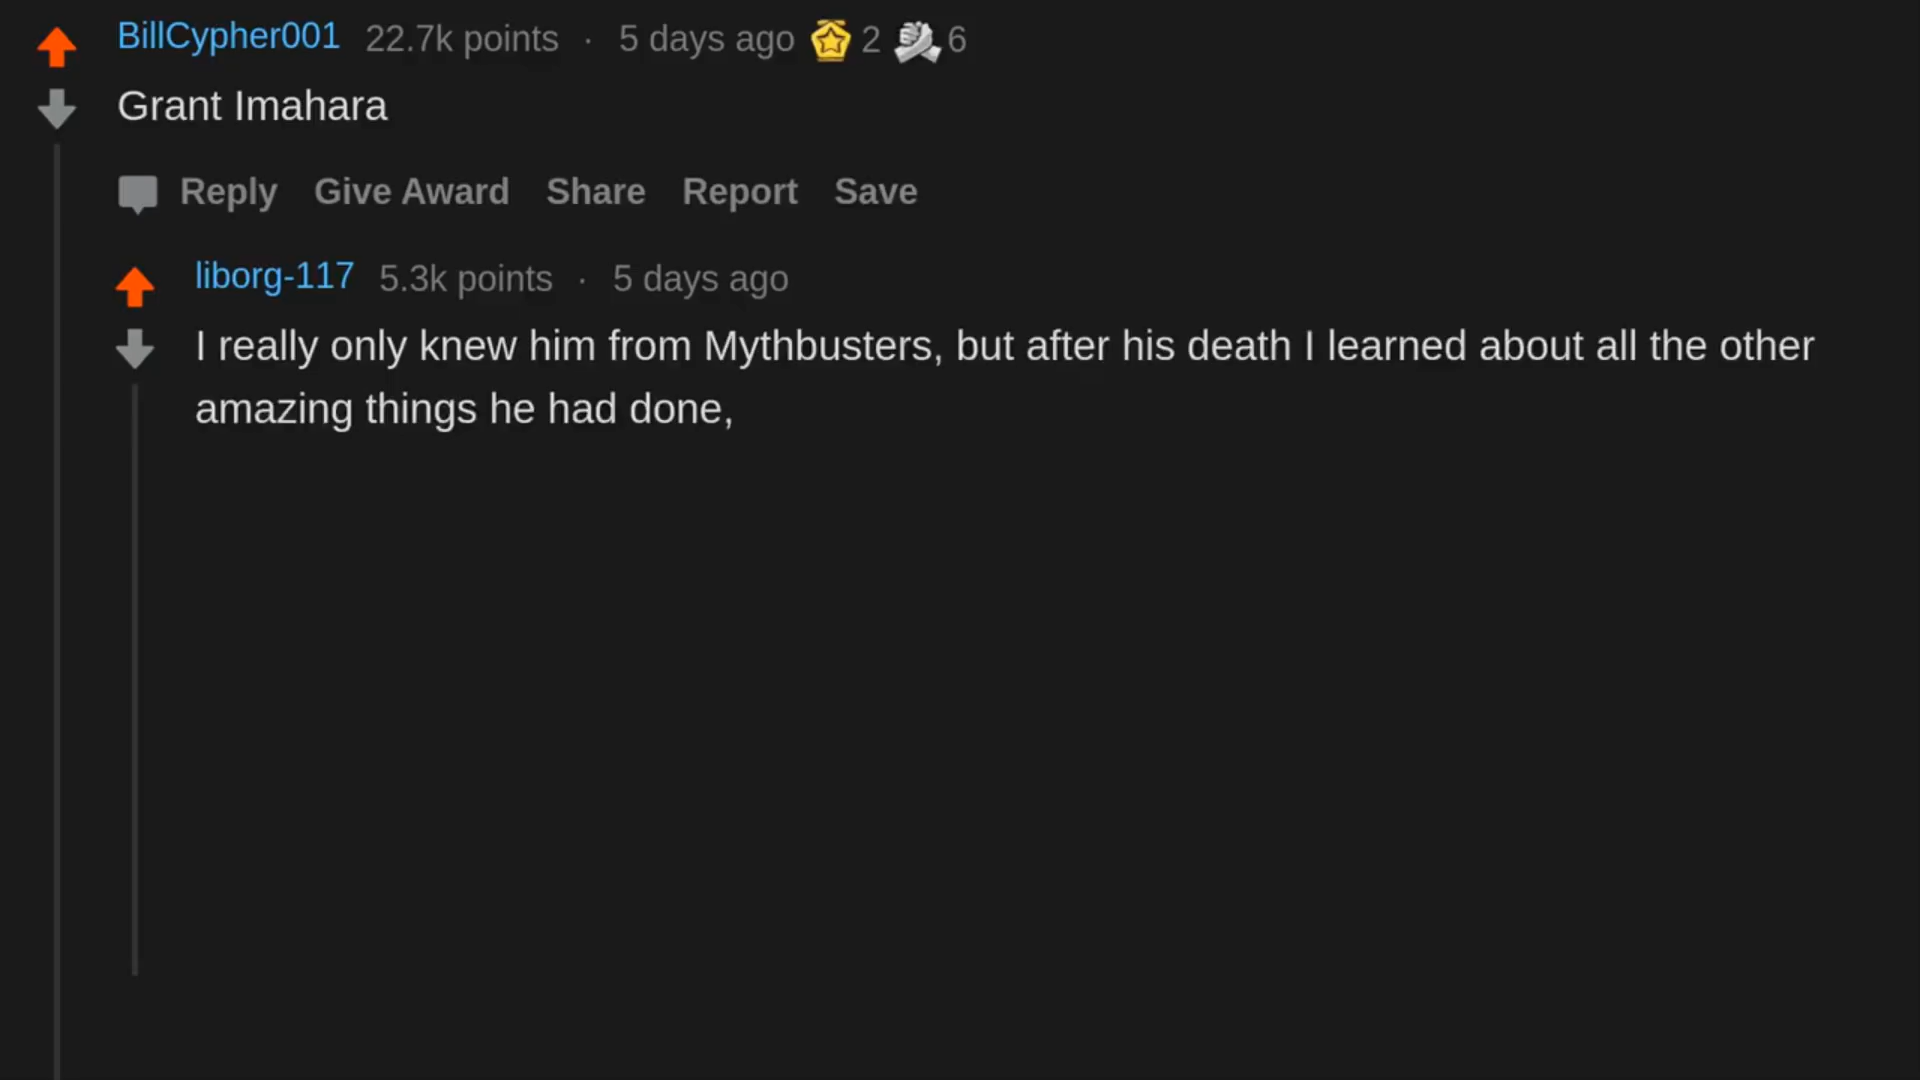 BillCypher001 22.7k points · 5 days ago 2 6
Grant Imahara
Reply Give Award Share Report Save
liborg-117 5.3k points · 5 days ago
I really only knew him from Mythbusters, but after his death I learned about all the other
amazing things he had done,